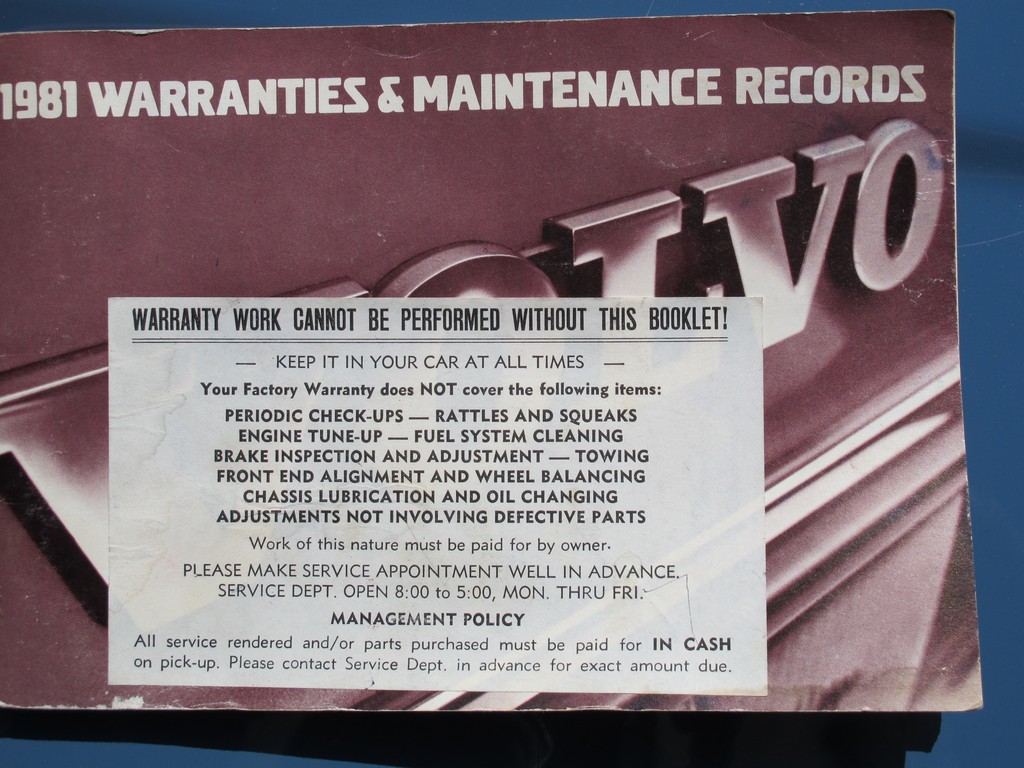 1981 WARRANTIES & MAINTENANCE RECORDS
VOLVO
WARRANTY WORK CANNOT BE PERFORMED WITHOUT THIS BOOKLET!
— KEEP IT IN YOUR CAR AT ALL TIMES —
Your Factory Warranty does NOT cover the following items:
PERIODIC CHECK-UPS — RATTLES AND SQUEAKS
ENGINE TUNE-UP — FUEL SYSTEM CLEANING
BRAKE INSPECTION AND ADJUSTMENT — TOWING
FRONT END ALIGNMENT AND WHEEL BALANCING
CHASSIS LUBRICATION AND OIL CHANGING
ADJUSTMENTS NOT INVOLVING DEFECTIVE PARTS
Work of this nature must be paid for by owner.
PLEASE MAKE SERVICE APPOINTMENT WELL IN ADVANCE.
SERVICE DEPT. OPEN 8:00 to 5:00, MON. THRU FRI.
MANAGEMENT POLICY
All service rendered and/or parts purchased must be paid for IN CASH
on pick-up. Please contact Service Dept. in advance for exact amount due.